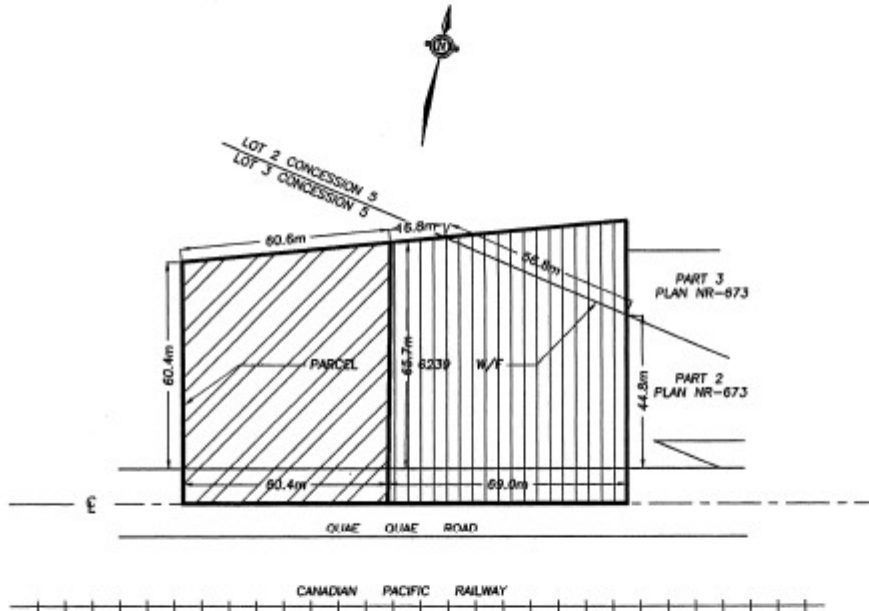 N
LOT 2 CONCESSION 5
LOT 3 CONCESSION 5
60.6m
46.8m
56.8m
PART 3
PLAN NR-673
60.4m
PARCEL
65.7m
6239
W/F
PART 2
PLAN NR-673
44.8m
60.4m
69.0m
QUAE QUAE ROAD
CANADIAN PACIFIC RAILWAY